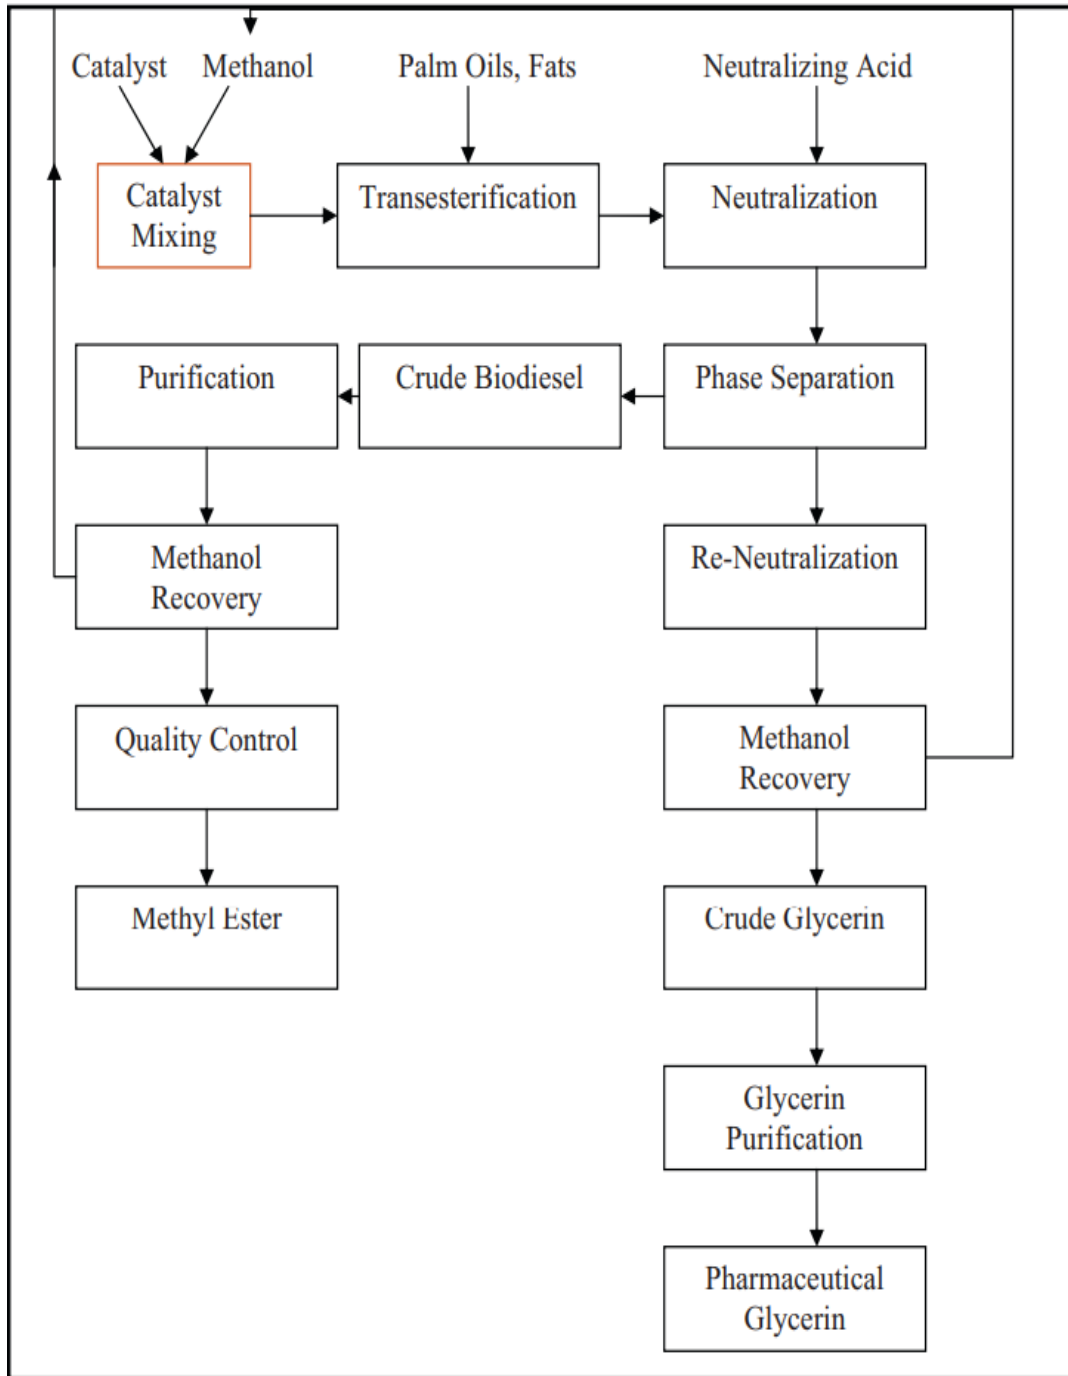 Catalyst
Methanol
Palm Oils, Fats
Neutralizing Acid
Catalyst
Mixing
Transesterification
Neutralization
Purification
Crude Biodiesel
Phase Separation
Methanol
Recovery
Re-Neutralization
Quality Control
Methanol
Recovery
Methyl Ester
Crude Glycerin
Glycerin
Purification
Pharmaceutical
Glycerin